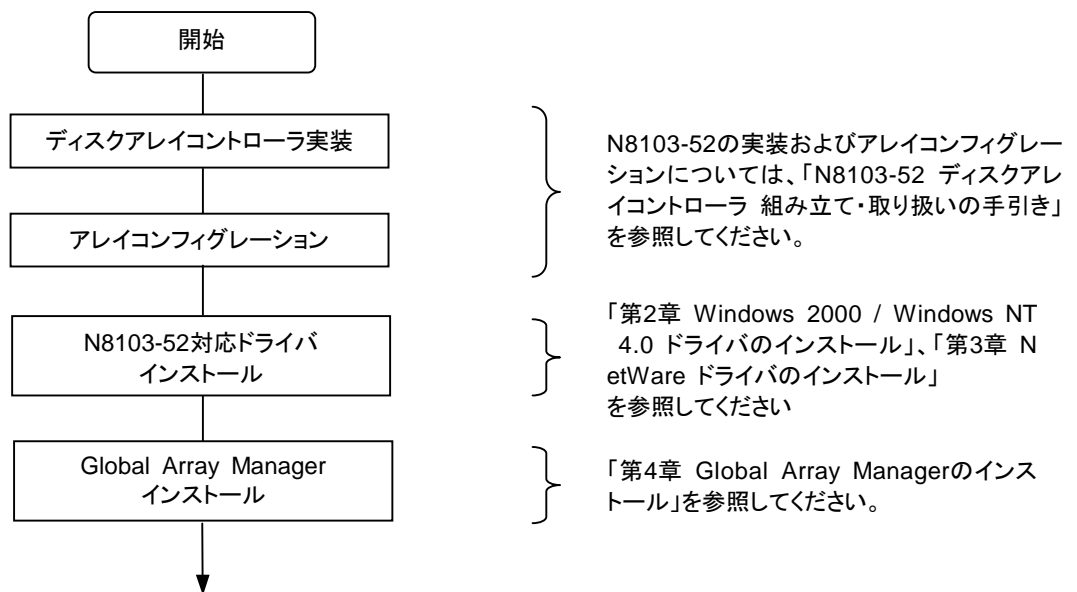 開始
ディスクアレイコントローラ実装
アレイコンフィグレーション
N8103-52の実装およびアレイコンフィグレー
ションについては、「N8103-52 ディスクアレ
イコントローラ 組み立て・取り扱いの手引き」
を参照してください。
N8103-52対応ドライバ
インストール
「第2章 Windows 2000 / Windows NT
4.0 ドライバのインストール」、「第3章 N
etWare ドライバのインストール」
を参照してください
Global Array Manager
インストール
「第4章 Global Array Managerのインス
トール」を参照してください。